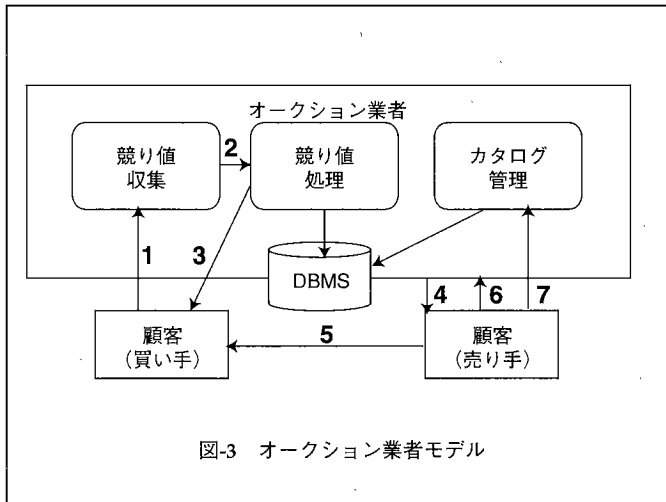 オークション業者
競り値
収集
2
競り値
処理
カタログ
管理
1
3
DBMS
4
6
7
顧客
(買い手)
5
顧客
(売り手)
図-3 オークション業者モデル